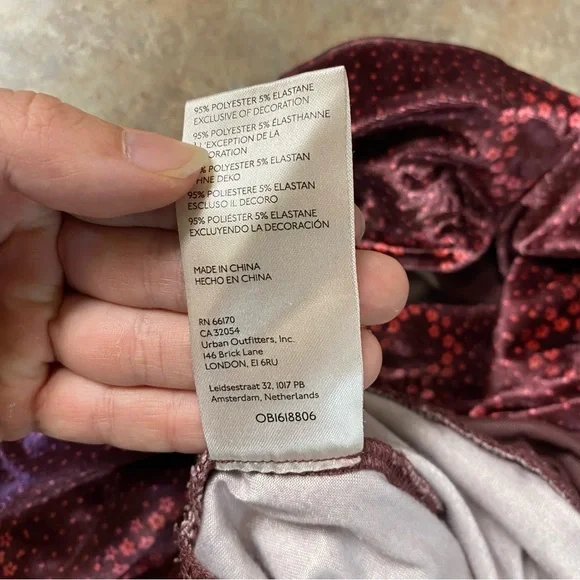 95% POLYESTER 5% ELASTANE
EXCLUSIVE OF DECORATION
95% POLYESTER 5% ÉLASTHANNE
L'EXCEPTION DE LA
POLYESTER 5% ELASTAN
DEKO
95% POLIESTERE 5% ELASTAN
ESCLUSO IL DECORO
95% POLIÉSTER 5% ELASTANE
EXCLUYENDO LA DECORACIÓN
MADE IN CHINA
HECHO EN CHINA
RN 66170
CA 32054
Urban Outfitters, Inc.
146 Brick Lane
LONDON, E1 6RU
Leidsestraat 32, 1017 PB
Amsterdam, Netherlands
OB1618806